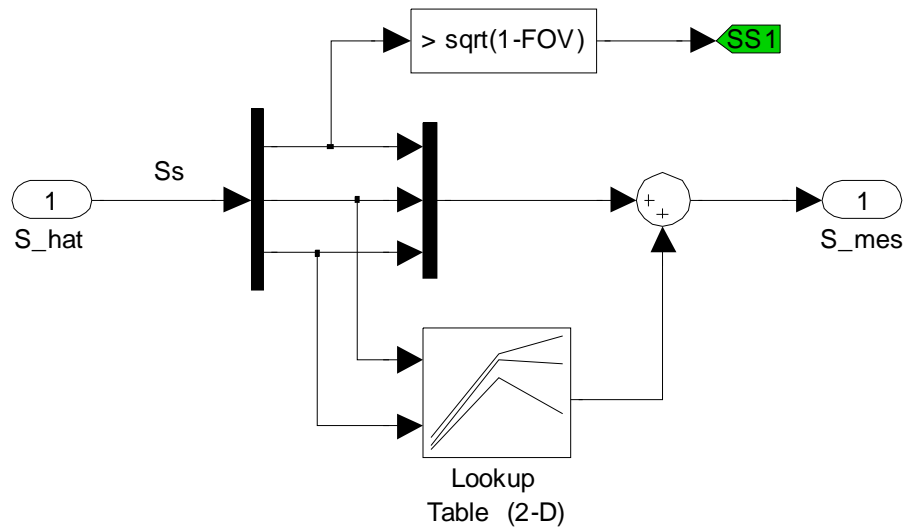 > sqrt(1-FOV)
SS1
Ss
1
S_hat
1
S_mes
Lookup
Table (2-D)